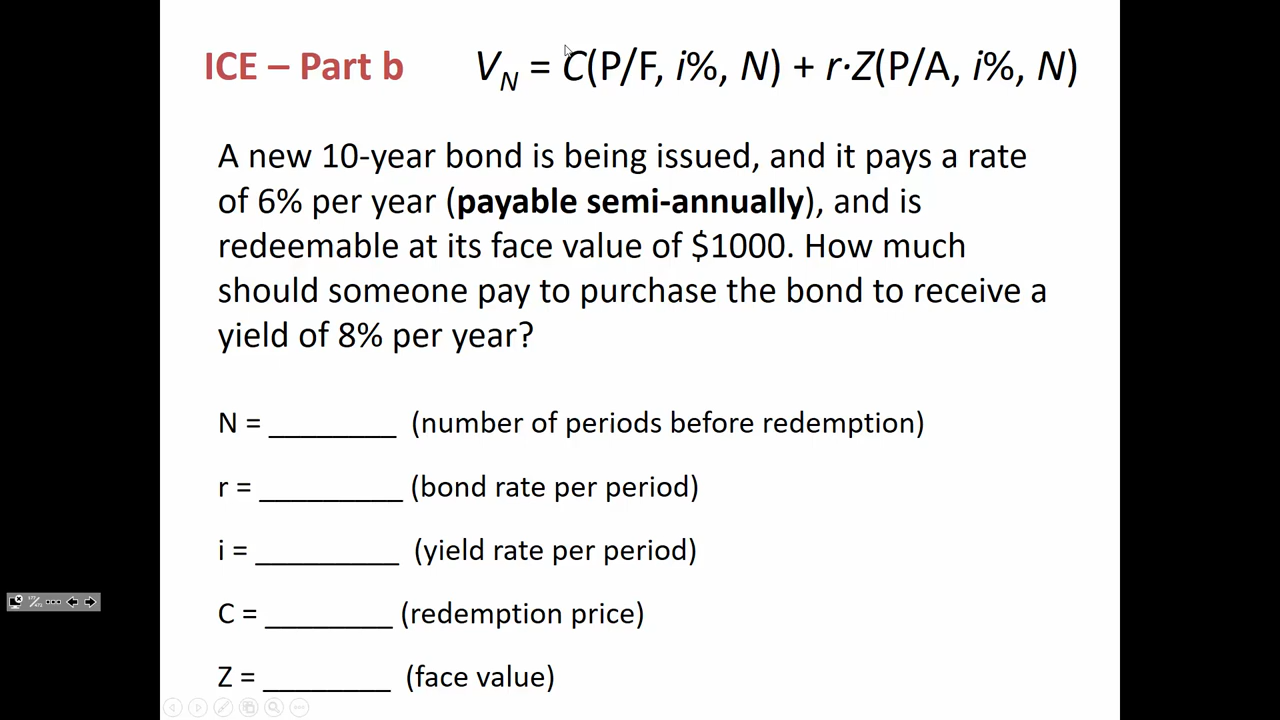 ICE – Part b
V_N = C(P/F, i%, N) + r·Z(P/A, i%, N)
A new 10-year bond is being issued, and it pays a rate
of 6% per year (payable semi-annually), and is
redeemable at its face value of $1000. How much
should someone pay to purchase the bond to receive a
yield of 8% per year?
N = ________ (number of periods before redemption)
r = _________ (bond rate per period)
i = _________ (yield rate per period)
C = ________ (redemption price)
Z = ________ (face value)